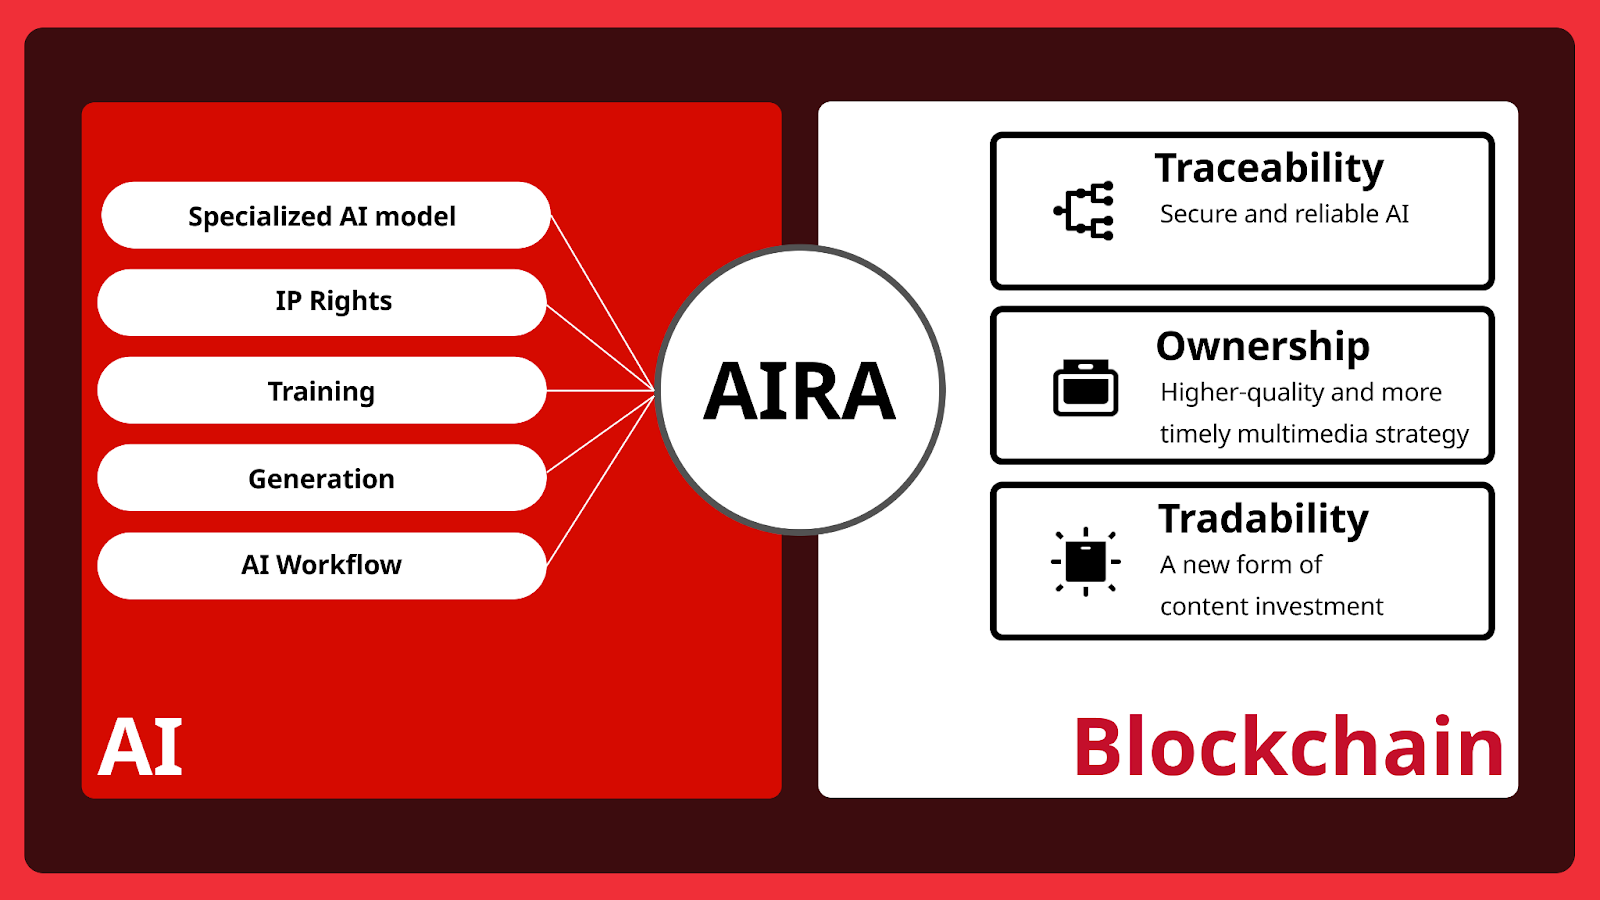 Specialized AI model
IP Rights
Training
Generation
AI Workflow
AI
AIRA
Traceability
Secure and reliable AI
Ownership
Higher-quality and more
timely multimedia strategy
Tradability
A new form of
content investment
Blockchain